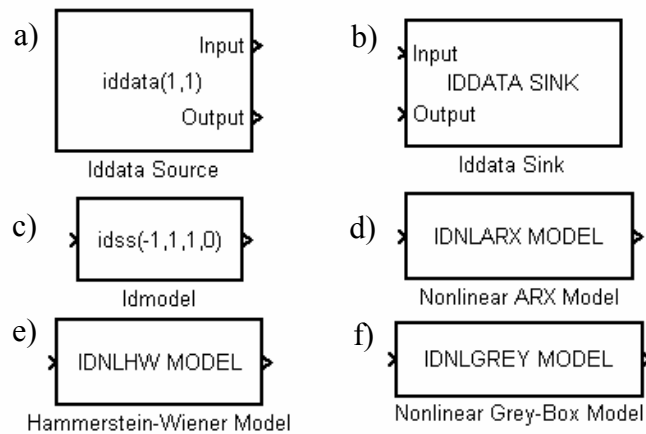 a)
Input
iddata(1,1)
Output
Iddata Source
b)
Input
IDDATA SINK
Output
Iddata Sink
c)
idss(-1,1,1,0)
Idmodel
d)
IDNLARX MODEL
Nonlinear ARX Model
e)
IDNLHW MODEL
Hammerstein-Wiener Model
f)
IDNLGREY MODEL
Nonlinear Grey-Box Model